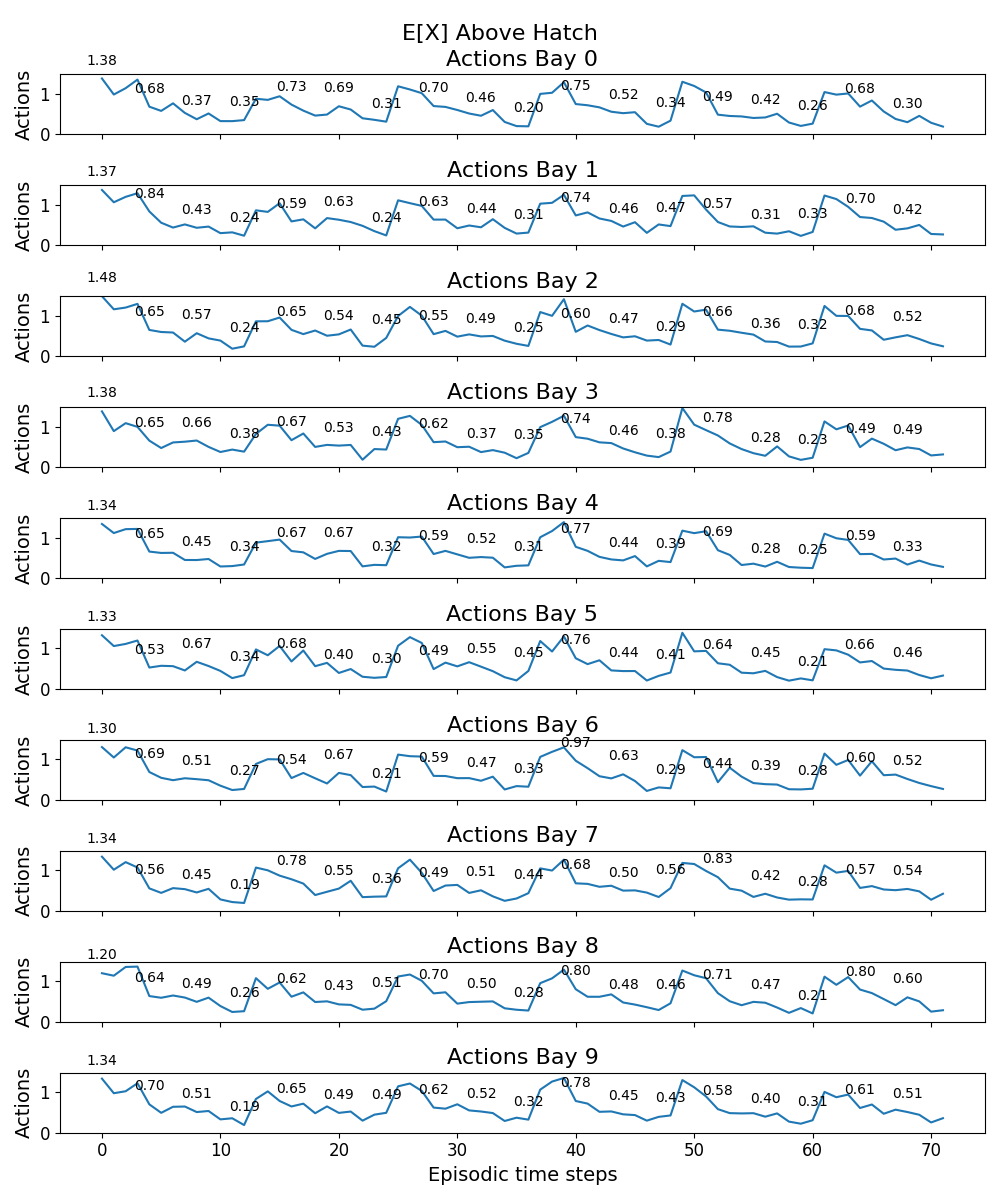 E[X] Above Hatch
Actions Bay 0
1.38 0.68 0.37 0.35 0.73 0.69 0.31 0.70 0.46 0.20 0.75 0.52 0.34 0.49 0.42 0.26 0.68 0.30
Actions
1
0
Actions Bay 1
1.37 0.84 0.43 0.24 0.59 0.63 0.24 0.63 0.44 0.31 0.74 0.46 0.47 0.57 0.31 0.33 0.70 0.42
Actions
1
0
Actions Bay 2
1.48 0.65 0.57 0.24 0.65 0.54 0.45 0.55 0.49 0.25 0.60 0.47 0.29 0.66 0.36 0.32 0.68 0.52
Actions
1
0
Actions Bay 3
1.38 0.65 0.66 0.38 0.67 0.53 0.43 0.62 0.37 0.35 0.74 0.46 0.38 0.78 0.28 0.23 0.49 0.49
Actions
1
0
Actions Bay 4
1.34 0.65 0.45 0.34 0.67 0.67 0.32 0.59 0.52 0.31 0.77 0.44 0.39 0.69 0.28 0.25 0.59 0.33
Actions
1
0
Actions Bay 5
1.33 0.53 0.67 0.34 0.68 0.40 0.30 0.49 0.55 0.45 0.76 0.44 0.41 0.64 0.45 0.21 0.66 0.46
Actions
1
0
Actions Bay 6
1.30 0.69 0.51 0.27 0.54 0.67 0.21 0.59 0.47 0.33 0.97 0.63 0.29 0.44 0.39 0.28 0.60 0.52
Actions
1
0
Actions Bay 7
1.34 0.56 0.45 0.19 0.78 0.55 0.36 0.49 0.51 0.44 0.68 0.50 0.56 0.83 0.42 0.28 0.57 0.54
Actions
1
0
Actions Bay 8
1.20 0.64 0.49 0.26 0.62 0.43 0.51 0.70 0.50 0.28 0.80 0.48 0.46 0.71 0.47 0.21 0.80 0.60
Actions
1
0
Actions Bay 9
1.34 0.70 0.51 0.19 0.65 0.49 0.49 0.62 0.52 0.32 0.78 0.45 0.43 0.58 0.40 0.31 0.61 0.51
Actions
1
0
0 10 20 30 40 50 60 70
Episodic time steps